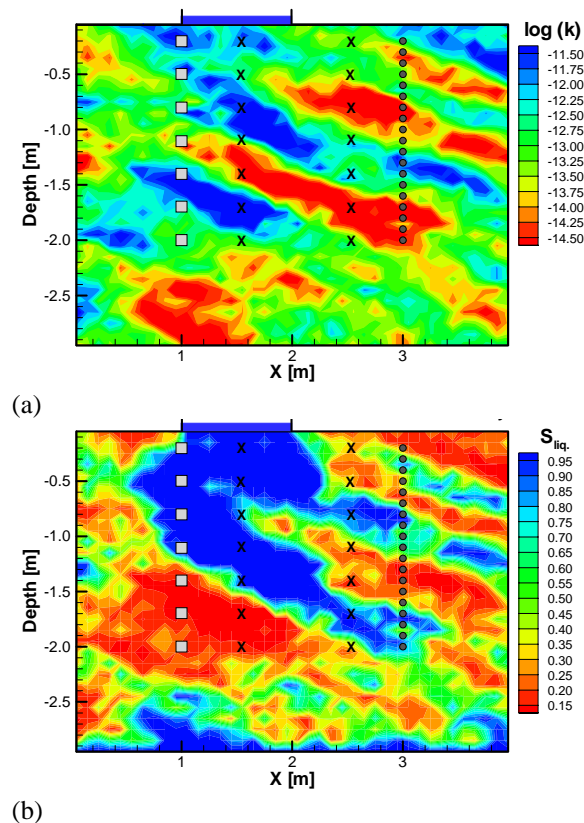 log (k)
-11.50
-11.75
-12.00
-12.25
-12.50
-12.75
-13.00
-13.25
-13.50
-13.75
-14.00
-14.25
-14.50
Depth [m]
-0.5
-1.0
-1.5
-2.0
-2.5
1 2 3
X [m]
X X
X X
X X
X X
X X
X X
X X
(a)
S liq.
0.95
0.90
0.85
0.80
0.75
0.70
0.65
0.60
0.55
0.50
0.45
0.40
0.35
0.30
0.25
0.20
0.15
Depth [m]
-0.5
-1.0
-1.5
-2.0
-2.5
1 2 3
X [m]
X X
X X
X X
X X
X X
X X
X X
(b)